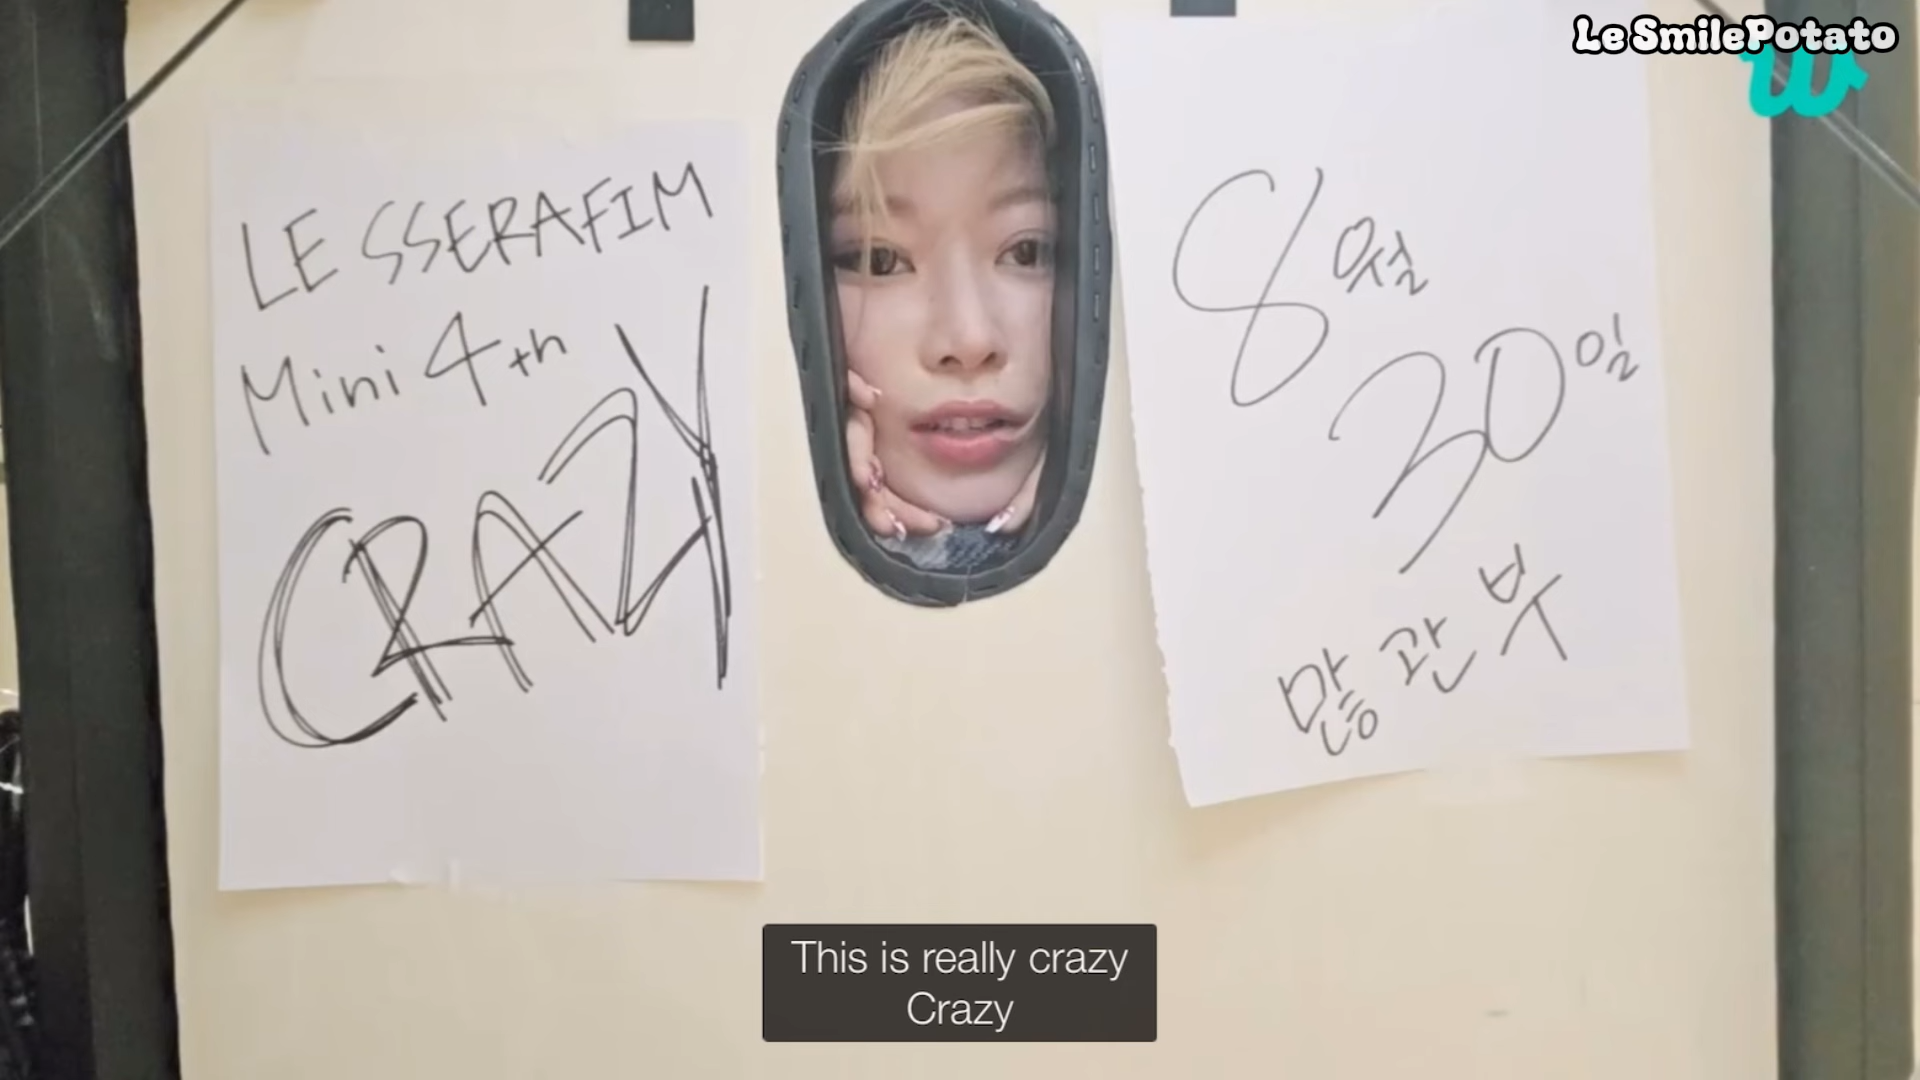 Le SmilePotato
LE SSERAFIM
Mini 4th
CRAZY
8월
30일
많관부
This is really crazy
Crazy